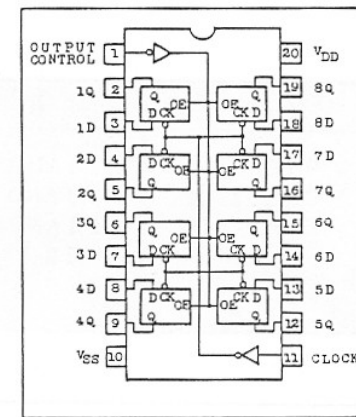 OUTPUT CONTROL 1 20 VDD
1Q 2 Q OE OE Q 19 8Q
1D 3 D CK CK D 18 8D
2D 4 D CK CK D 17 7D
2Q 5 Q OE OE Q 16 7Q
3Q 6 Q OE OE Q 15 6Q
3D 7 D CK CK D 14 6D
4D 8 D CK CK D 13 5D
4Q 9 Q OE OE Q 12 5Q
VSS 10 11 CLOCK